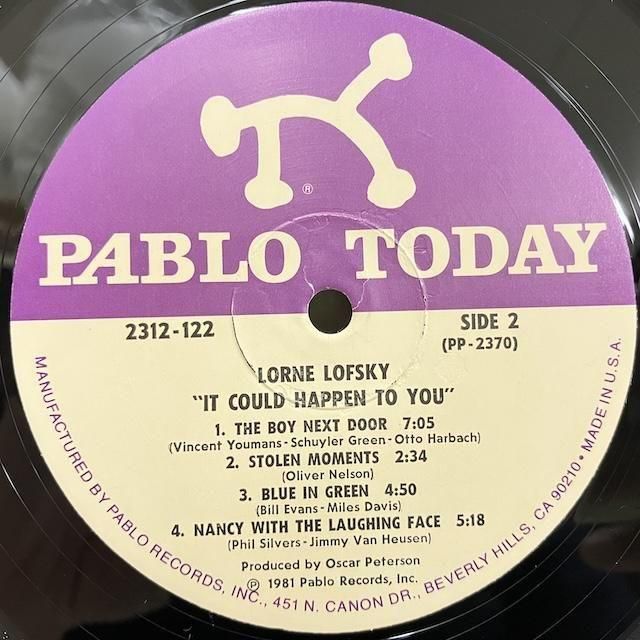 ®
PABLO TODAY
2312-122
SIDE 2
(PP-2370)
LORNE LOFSKY
"IT COULD HAPPEN TO YOU"
1. THE BOY NEXT DOOR 7:05
(Vincent Youmans-Schuyler Green-Otto Harbach)
2. STOLEN MOMENTS 2:34
(Oliver Nelson)
3. BLUE IN GREEN 4:50
(Bill Evans-Miles Davis)
4. NANCY WITH THE LAUGHING FACE 5:18
(Phil Silvers-Jimmy Van Heusen)
Produced by Oscar Peterson
℗ 1981 Pablo Records, Inc.
MANUFACTURED BY PABLO RECORDS, INC., 451 N. CANON DR., BEVERLY HILLS, CA 90210 • MADE IN U.S.A.